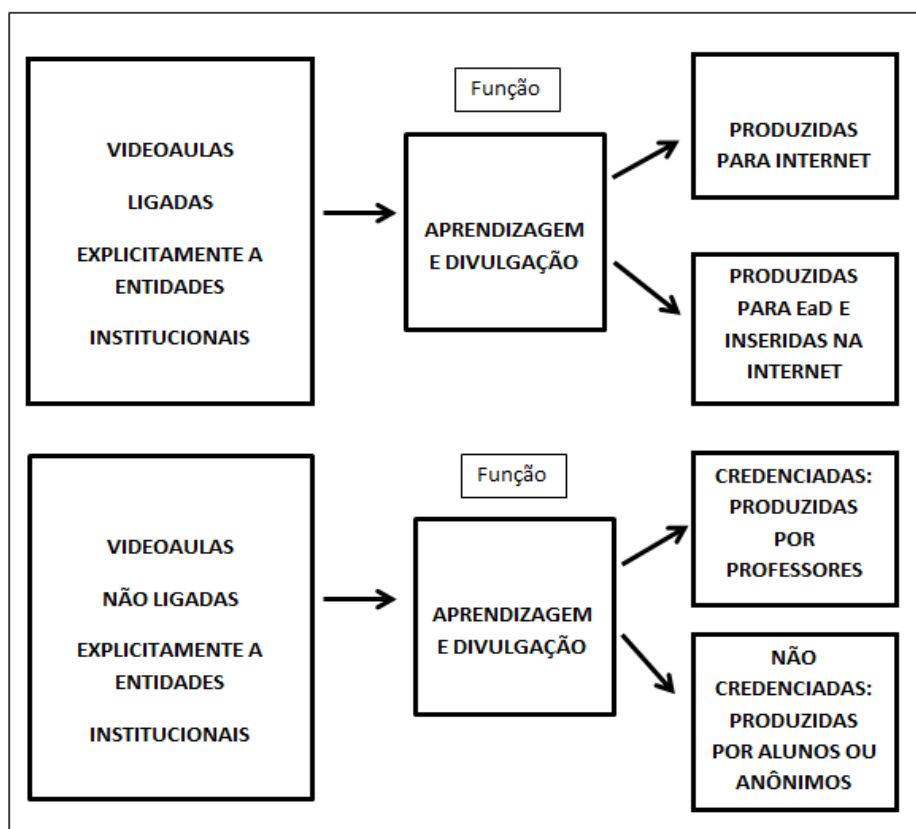 VIDEOAULAS
LIGADAS
EXPLICITAMENTE A
ENTIDADES
INSTITUCIONAIS
Função
APRENDIZAGEM
E DIVULGAÇÃO
PRODUZIDAS
PARA INTERNET
PRODUZIDAS
PARA EaD E
INSERIDAS NA
INTERNET
VIDEOAULAS
NÃO LIGADAS
EXPLICITAMENTE A
ENTIDADES
INSTITUCIONAIS
Função
APRENDIZAGEM
E DIVULGAÇÃO
CREDENCIADAS:
PRODUZIDAS
POR
PROFESSORES
NÃO
CREDENCIADAS:
PRODUZIDAS
POR ALUNOS OU
ANÔNIMOS